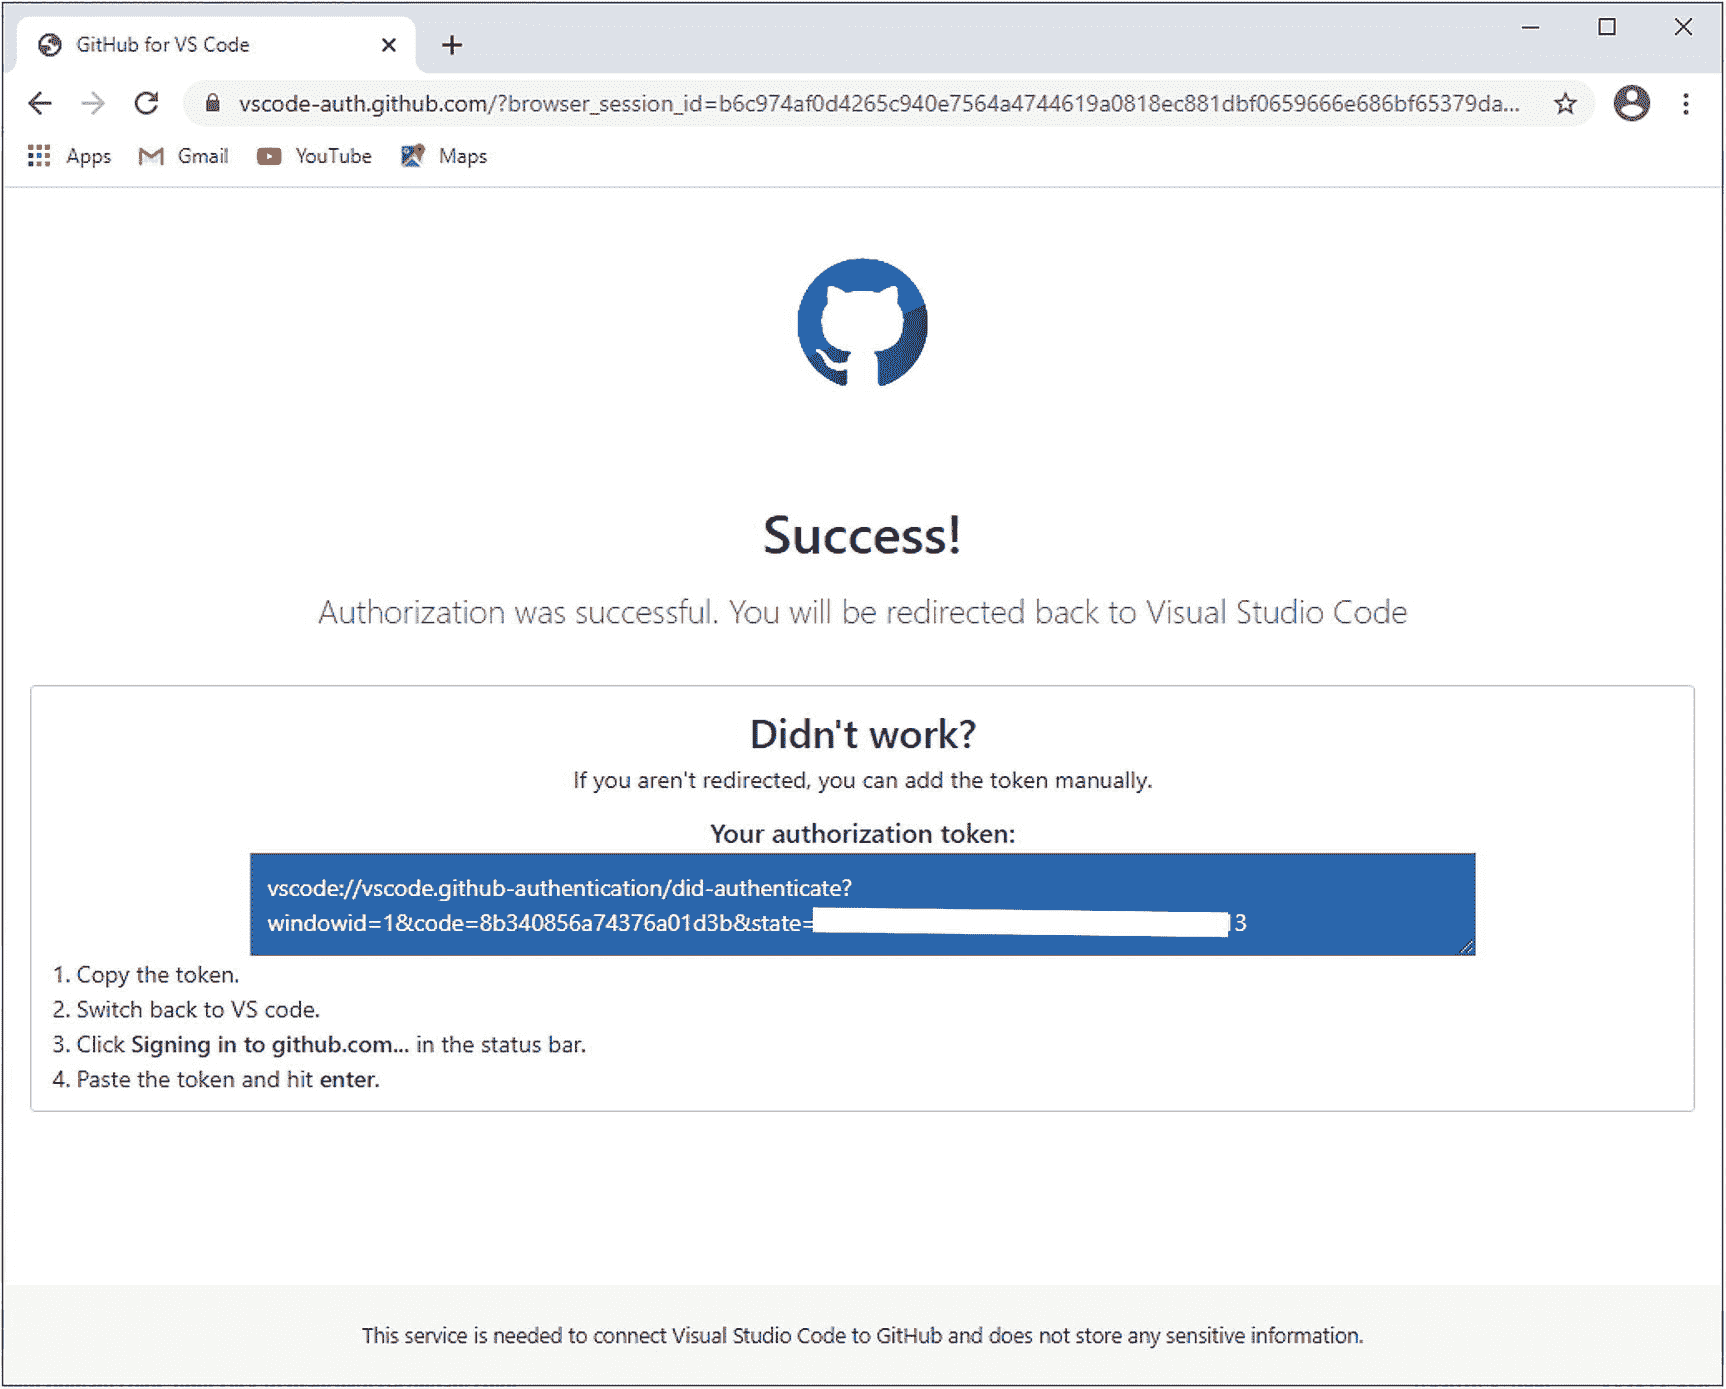 GitHub for VS Code
vscode-auth.github.com/?browser_session_id=b6c974af0d4265c940e7564a4744619a0818ec881dbf0659666e686bf65379da...
Apps Gmail YouTube Maps
Success!
Authorization was successful. You will be redirected back to Visual Studio Code
Didn't work?
If you aren't redirected, you can add the token manually.
Your authorization token:
vscode://vscode.github-authentication/did-authenticate?
windowid=1&code=8b340856a74376a01d3b&state= 3
1. Copy the token.
2. Switch back to VS code.
3. Click Signing in to github.com... in the status bar.
4. Paste the token and hit enter.
This service is needed to connect Visual Studio Code to GitHub and does not store any sensitive information.